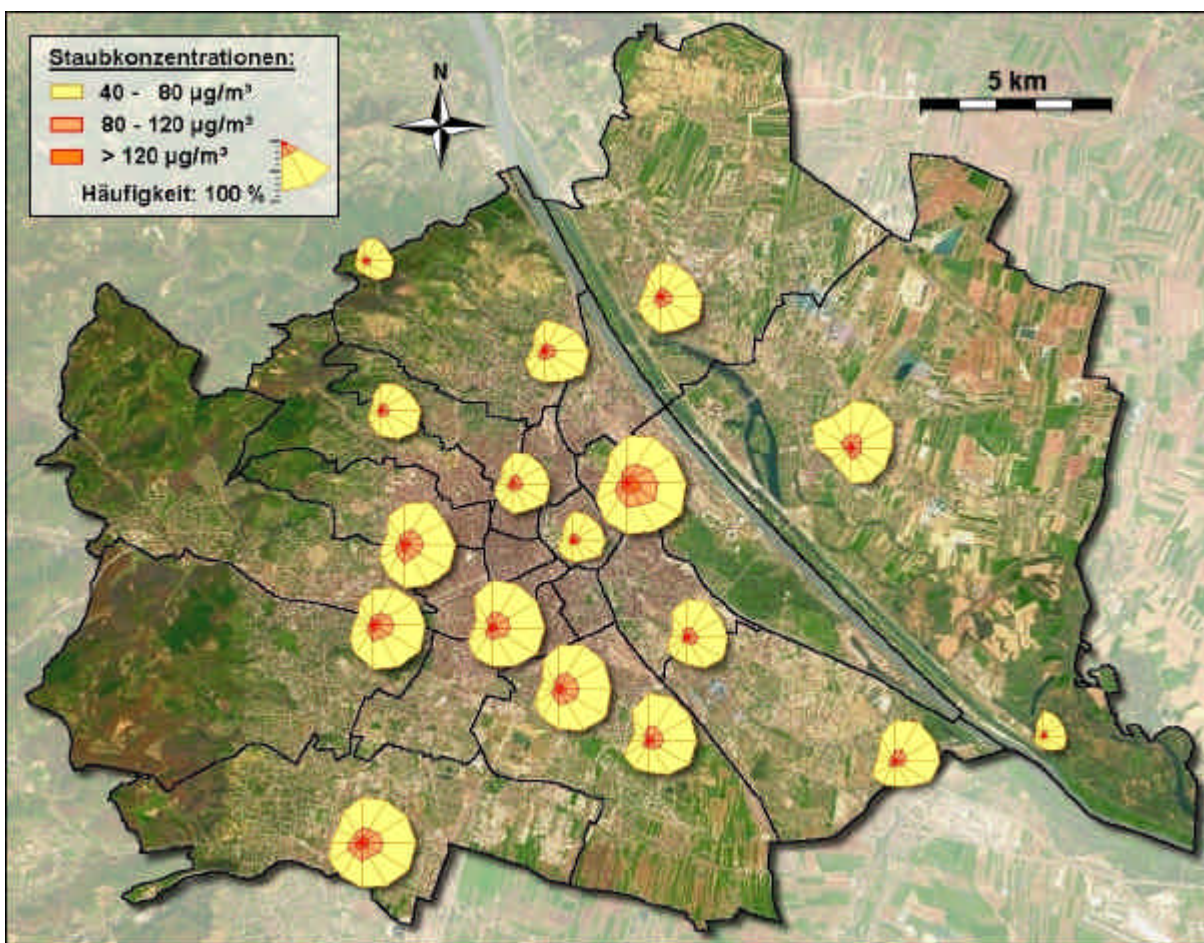 Staubkonzentrationen:
40 - 80 µg/m³
80 - 120 µg/m³
> 120 µg/m³
Häufigkeit: 100 %
N
5 km